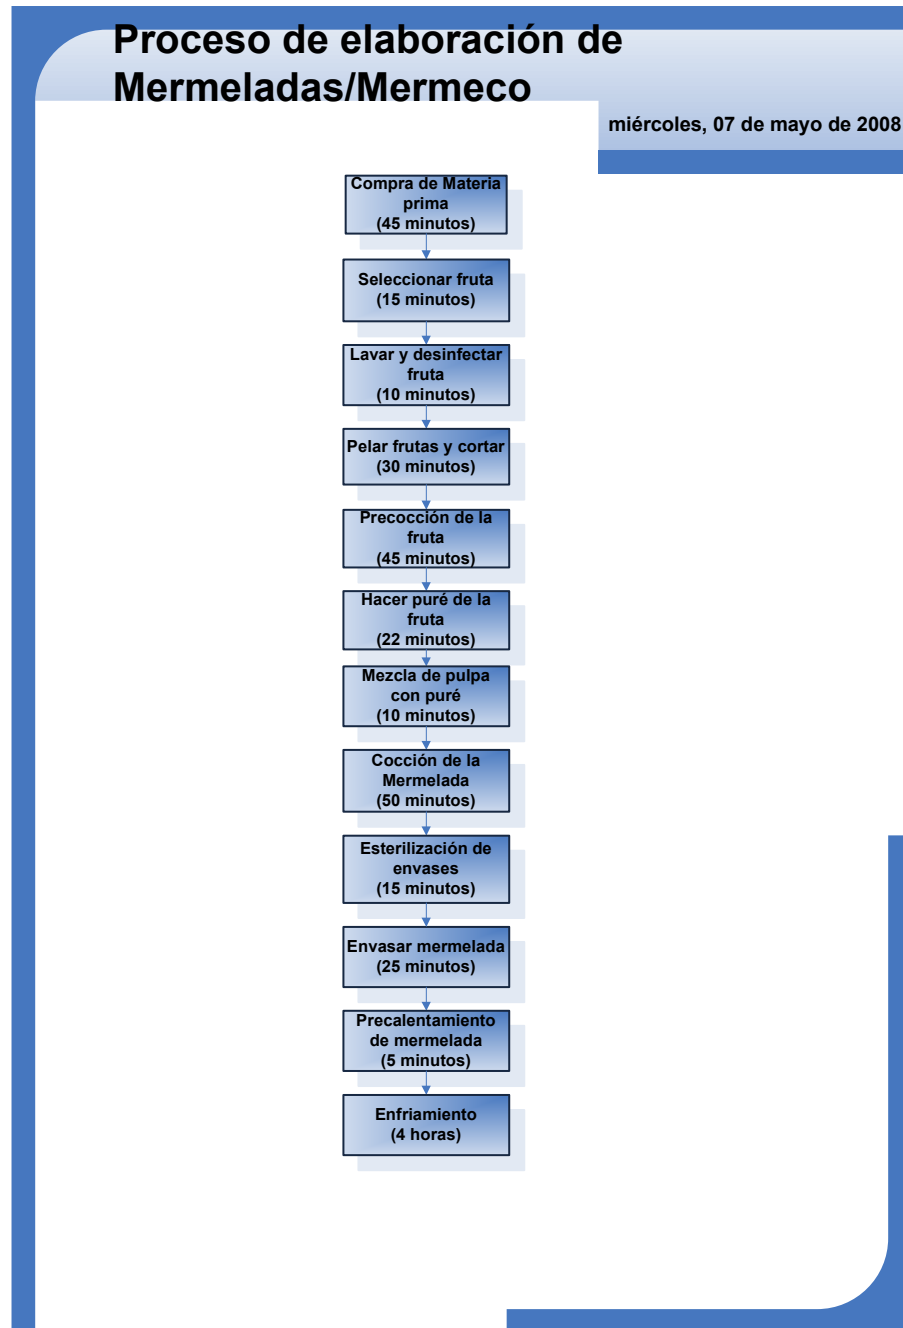 Proceso de elaboración de
Mermeladas/Mermeco
miércoles, 07 de mayo de 2008
Compra de Materia
prima
(45 minutos)
Seleccionar fruta
(15 minutos)
Lavar y desinfectar
fruta
(10 minutos)
Pelar frutas y cortar
(30 minutos)
Precocción de la
fruta
(45 minutos)
Hacer puré de la
fruta
(22 minutos)
Mezcla de pulpa
con puré
(10 minutos)
Cocción de la
Mermelada
(50 minutos)
Esterilización de
envases
(15 minutos)
Envasar mermelada
(25 minutos)
Precalentamiento
de mermelada
(5 minutos)
Enfriamiento
(4 horas)